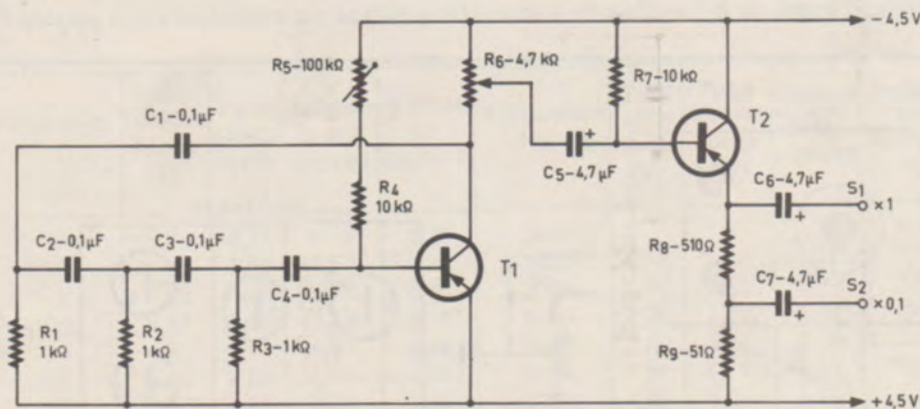 −4,5V
R5−100kΩ
R6−4,7kΩ
R7−10kΩ
T2
C1−0,1µF
C5−4,7µF
C6−4,7µF
S1
×1
R4
10kΩ
R8−510Ω
C2−0,1µF
C3−0,1µF
T1
C4−0,1µF
C7−4,7µF
S2
×0,1
R1
1kΩ
R2
1kΩ
R3−1kΩ
R9−51Ω
+4,5V